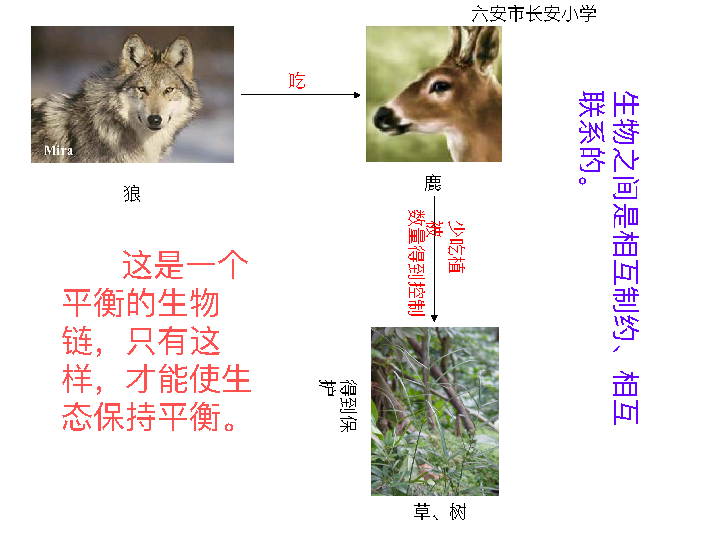 六安市长安小学
吃
Mira
狼
鹿
数量得到控制
少吃植
被
这是一个
平衡的生物
链，只有这
样，才能使生
态保持平衡。
得到保
护
草、树
生物之间是相互制约、相互
联系的。